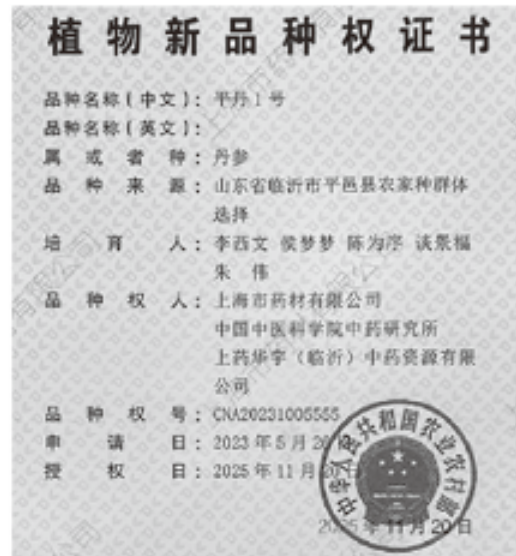 植物新品种权证书
品种名称(中文): 平丹1号
品种名称(英文):
属或者种: 丹参
品种来源: 山东省临沂市平邑县农家种群体
选择
培育人: 李西文 侯梦梦 陈为序 谈景福
朱伟
品种权人: 上海市药材有限公司
中国中医科学院中药研究所
上药华宇(临沂)中药资源有限
公司
品种权号: CNA20231005555
申请日: 2023年5月26日
授权日: 2025年11月20日
中华人民共和国农业农村部
2025年11月20日